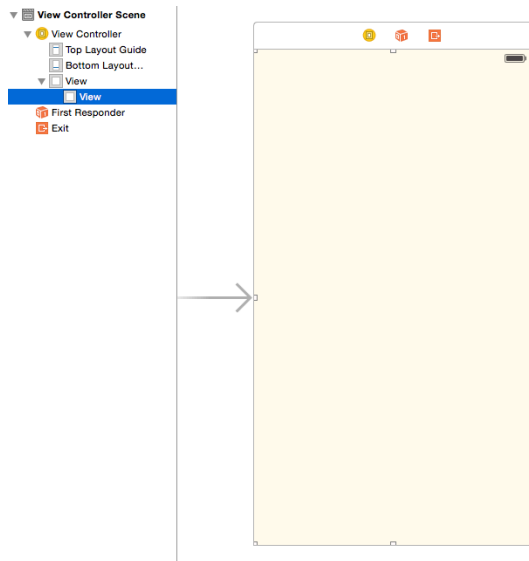 View Controller Scene
View Controller
Top Layout Guide
Bottom Layout...
View
View
First Responder
Exit